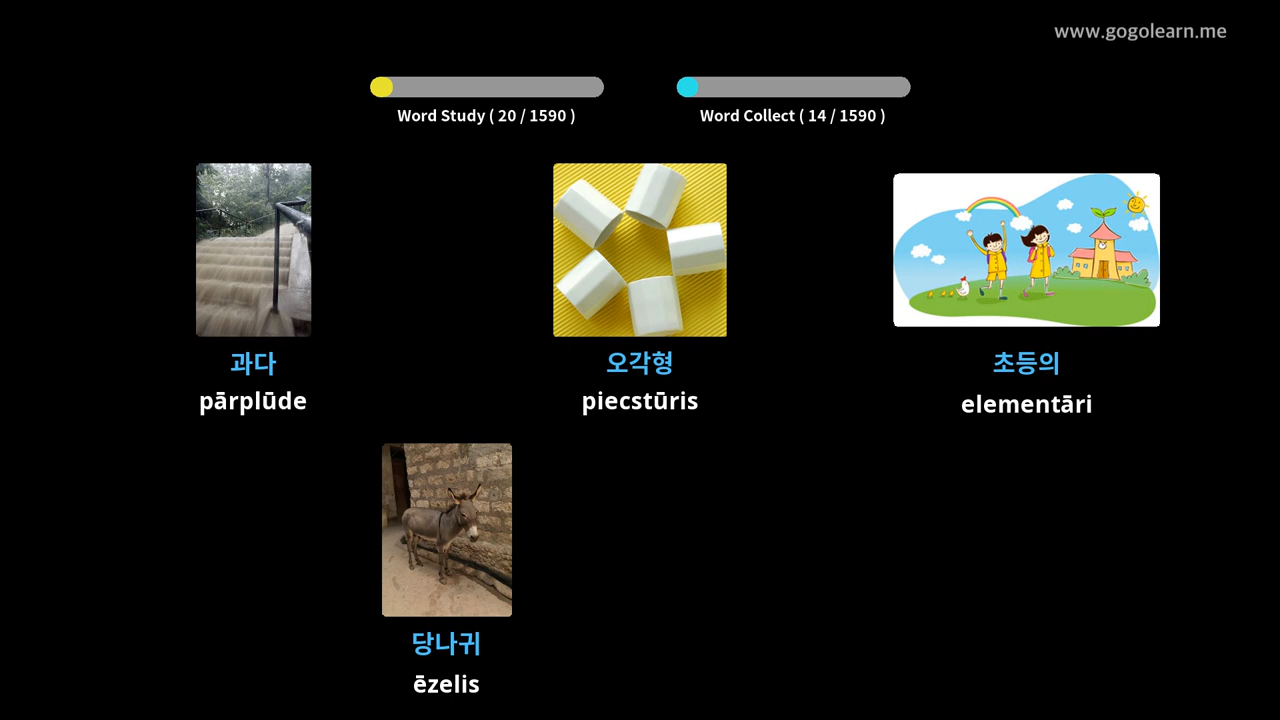 www.gogolearn.me
Word Study ( 20 / 1590 )
Word Collect ( 14 / 1590 )
과다
pārplūde
오각형
piecstūris
초등의
elementāri
당나귀
ēzelis